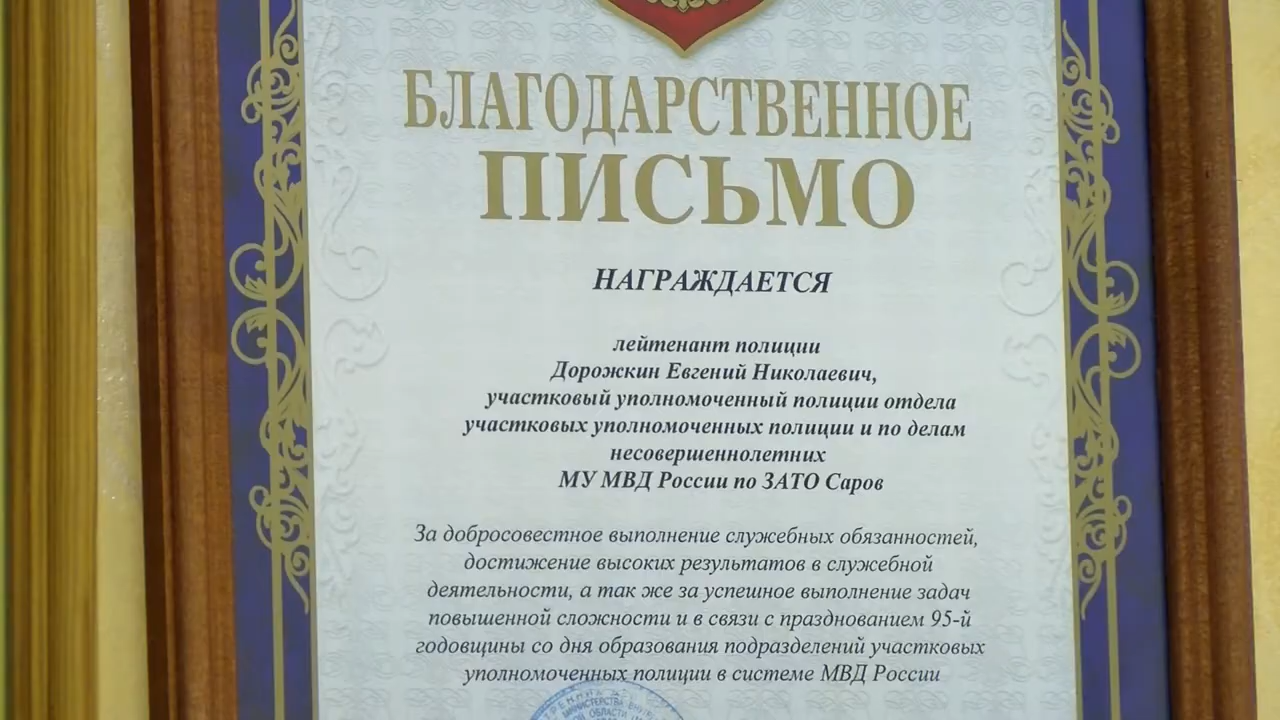 БЛАГОДАРСТВЕННОЕ
ПИСЬМО
НАГРАЖДАЕТСЯ
лейтенант полиции
Дорожкин Евгений Николаевич,
участковый уполномоченный полиции отдела
участковых уполномоченных полиции и по делам
несовершеннолетних
МУ МВД России по ЗАТО Саров
За добросовестное выполнение служебных обязанностей,
достижение высоких результатов в служебной
деятельности, а так же за успешное выполнение задач
повышенной сложности и в связи с празднованием 95-й
годовщины со дня образования подразделений участковых
уполномоченных полиции в системе МВД России
МИНИСТЕРСТВА
ОБЛАСТИ